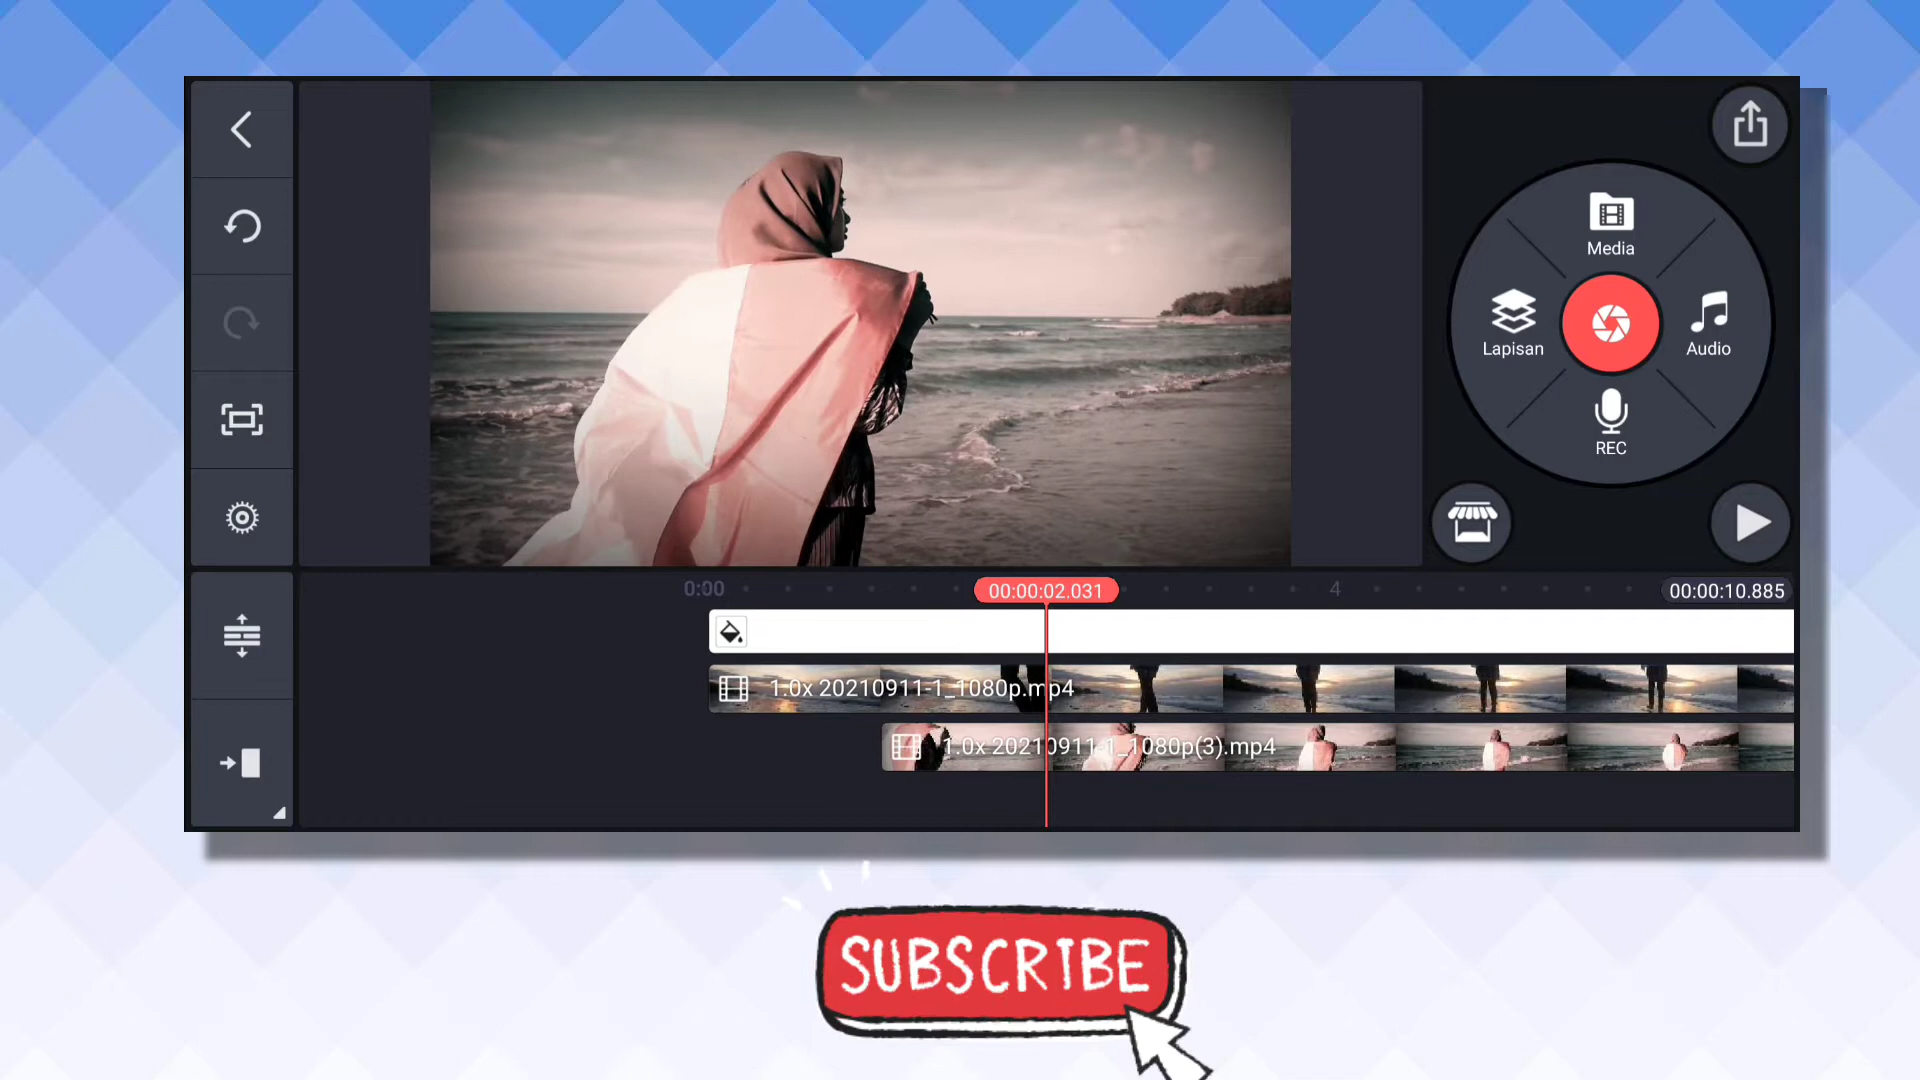 Media
Lapisan
Audio
REC
0:00
00:00:02.031
4
00:00:10.885
1.0x 20210911-1_1080p.mp4
1.0x 20210911-1_1080p(3).mp4
SUBSCRIBE